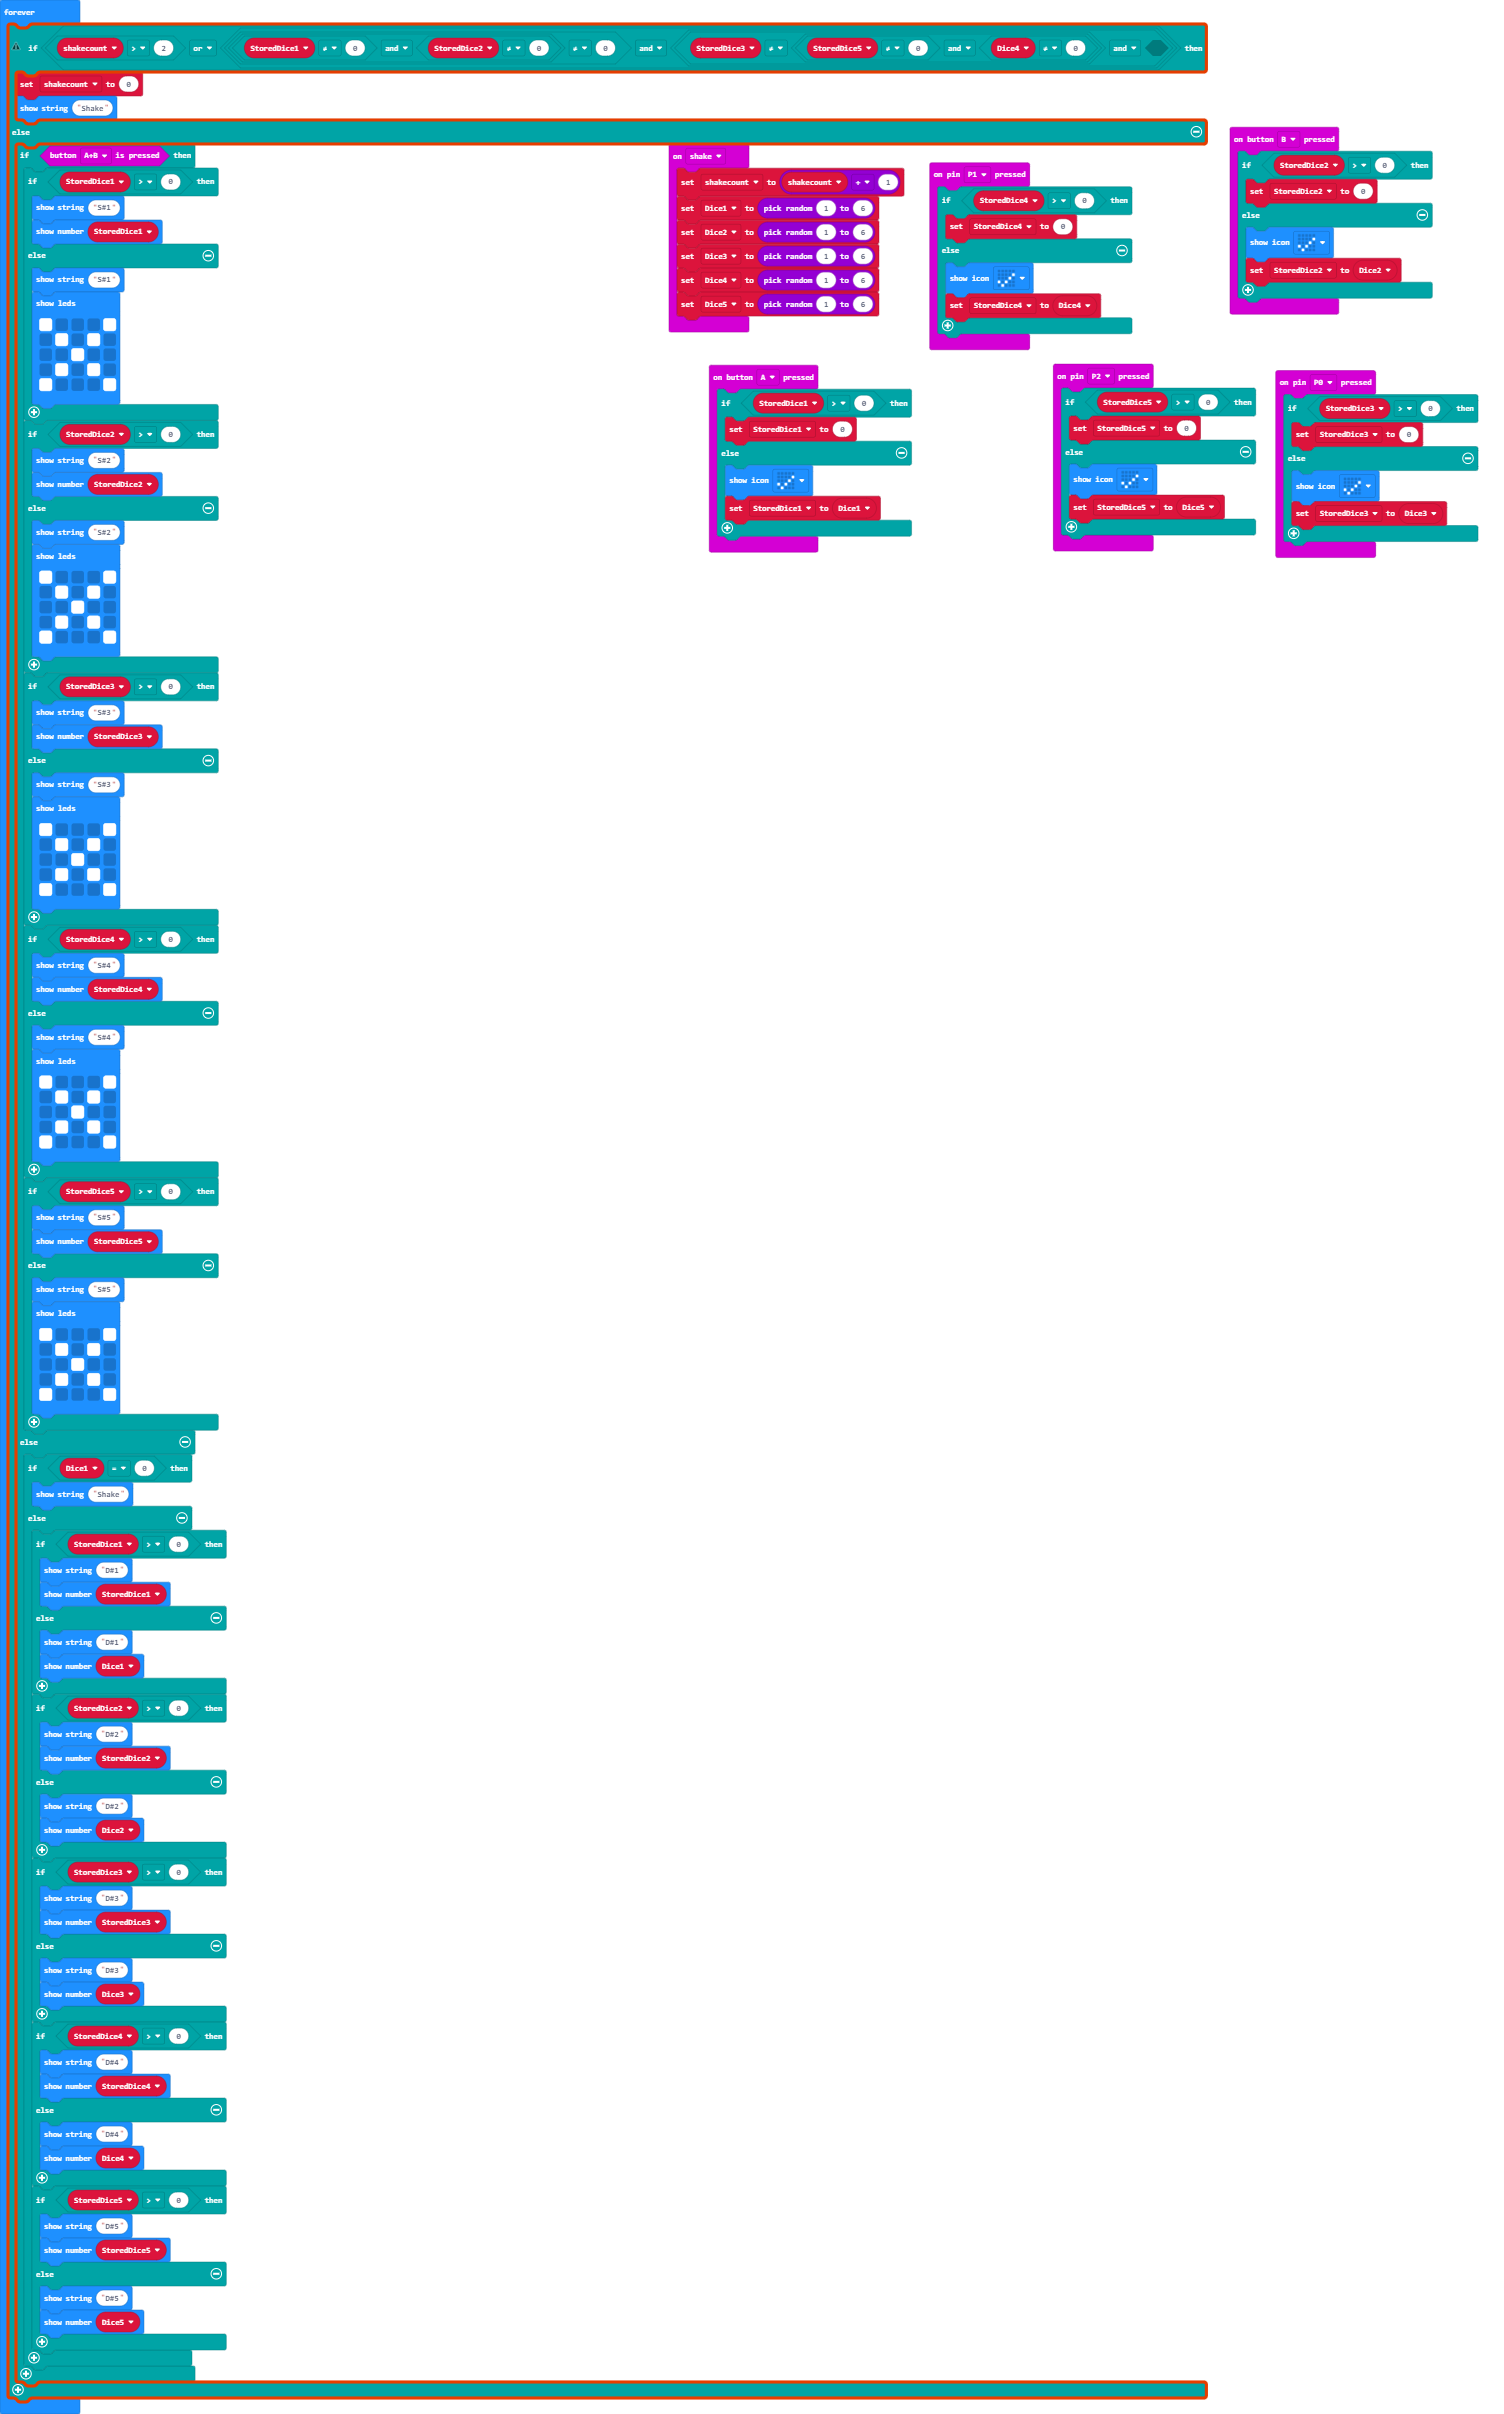 forever
if shakecount > 2 or StoredDice1 ≠ 0 and StoredDice2 ≠ 0 ≠ 0 and StoredDice3 ≠ StoredDice5 ≠ 0 and Dice4 ≠ 0 and then
set shakecount to 0
show string "Shake"
else
if button A+B is pressed then
if StoredDice1 > 0 then
show string "S#1"
show number StoredDice1
else
show string "S#1"
show leds
if StoredDice2 > 0 then
show string "S#2"
show number StoredDice2
else
show string "S#2"
show leds
if StoredDice3 > 0 then
show string "S#3"
show number StoredDice3
else
show string "S#3"
show leds
if StoredDice4 > 0 then
show string "S#4"
show number StoredDice4
else
show string "S#4"
show leds
if StoredDice5 > 0 then
show string "S#5"
show number StoredDice5
else
show string "S#5"
show leds
else
if Dice1 = 0 then
show string "Shake"
else
if StoredDice1 > 0 then
show string "D#1"
show number StoredDice1
else
show string "D#1"
show number Dice1
if StoredDice2 > 0 then
show string "D#2"
show number StoredDice2
else
show string "D#2"
show number Dice2
if StoredDice3 > 0 then
show string "D#3"
show number StoredDice3
else
show string "D#3"
show number Dice3
if StoredDice4 > 0 then
show string "D#4"
show number StoredDice4
else
show string "D#4"
show number Dice4
if StoredDice5 > 0 then
show string "D#5"
show number StoredDice5
else
show string "D#5"
show number Dice5
on shake
set shakecount to shakecount + 1
set Dice1 to pick random 1 to 6
set Dice2 to pick random 1 to 6
set Dice3 to pick random 1 to 6
set Dice4 to pick random 1 to 6
set Dice5 to pick random 1 to 6
on pin P1 pressed
if StoredDice4 > 0 then
set StoredDice4 to 0
else
show icon
set StoredDice4 to Dice4
on button B pressed
if StoredDice2 > 0 then
set StoredDice2 to 0
else
show icon
set StoredDice2 to Dice2
on button A pressed
if StoredDice1 > 0 then
set StoredDice1 to 0
else
show icon
set StoredDice1 to Dice1
on pin P2 pressed
if StoredDice5 > 0 then
set StoredDice5 to 0
else
show icon
set StoredDice5 to Dice5
on pin P0 pressed
if StoredDice3 > 0 then
set StoredDice3 to 0
else
show icon
set StoredDice3 to Dice3